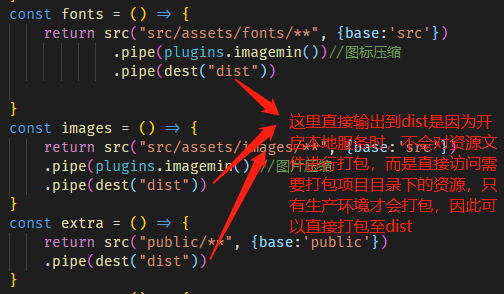 const fonts = () => {
return src("src/assets/fonts/**", {base:'src'})
.pipe(plugins.imagemin())//图标压缩
.pipe(dest("dist"))
}
const images = () => {
return src("src/assets/images/**", {base:'src'})
.pipe(plugins.imagemin())//图片压缩
.pipe(dest("dist"))
}
const extra = () => {
return src("public/**", {base:'public'})
.pipe(dest("dist"))
}
这里直接输出到dist是因为开
启本地服务时，不会对资源文
件进行打包，而是直接访问需
要打包项目目录下的资源，只
有生产环境才会打包，因此可
以直接打包至dist